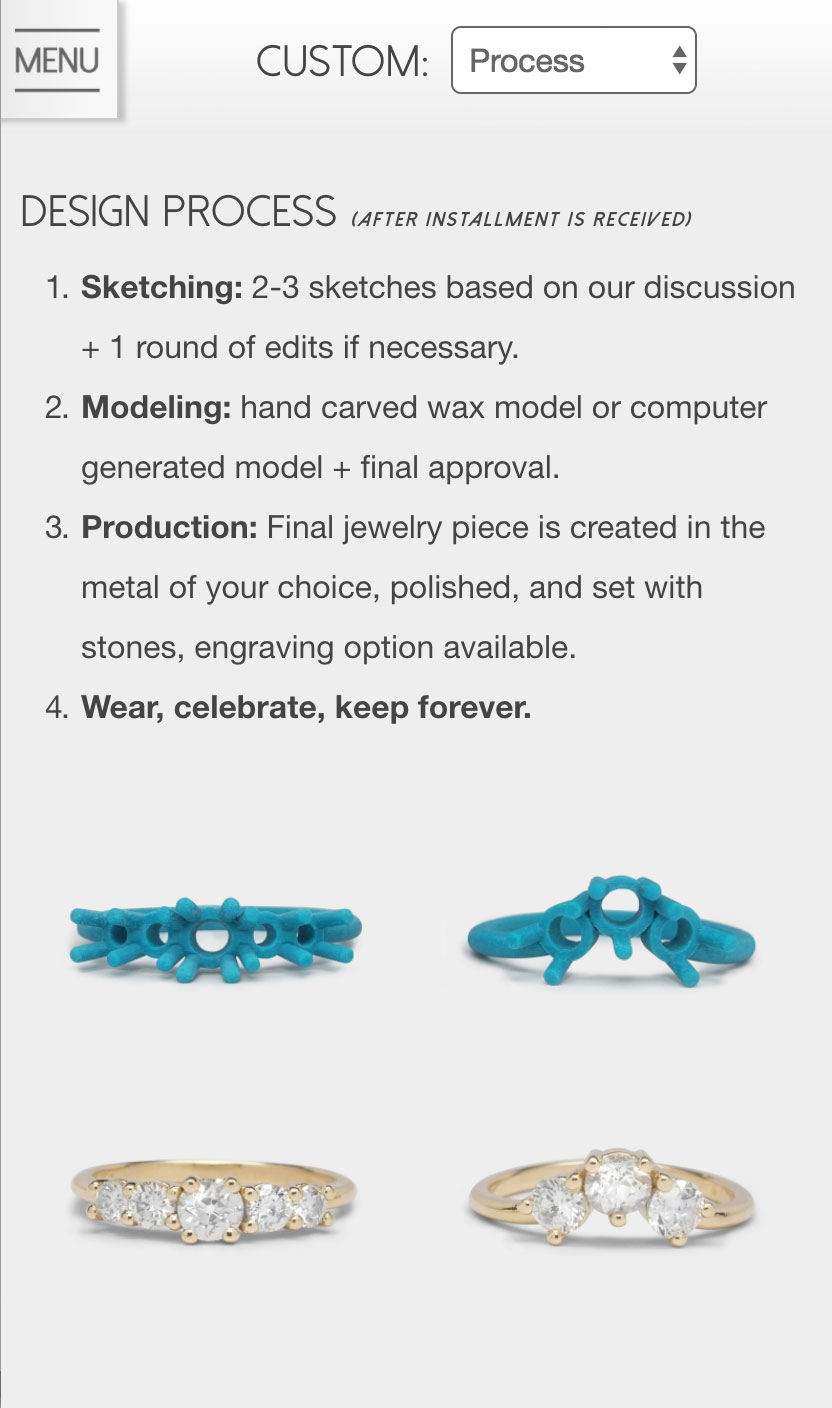 MENU
CUSTOM: Process
DESIGN PROCESS (AFTER INSTALLMENT IS RECEIVED)
1. Sketching: 2-3 sketches based on our discussion
+ 1 round of edits if necessary.
2. Modeling: hand carved wax model or computer
generated model + final approval.
3. Production: Final jewelry piece is created in the
metal of your choice, polished, and set with
stones, engraving option available.
4. Wear, celebrate, keep forever.